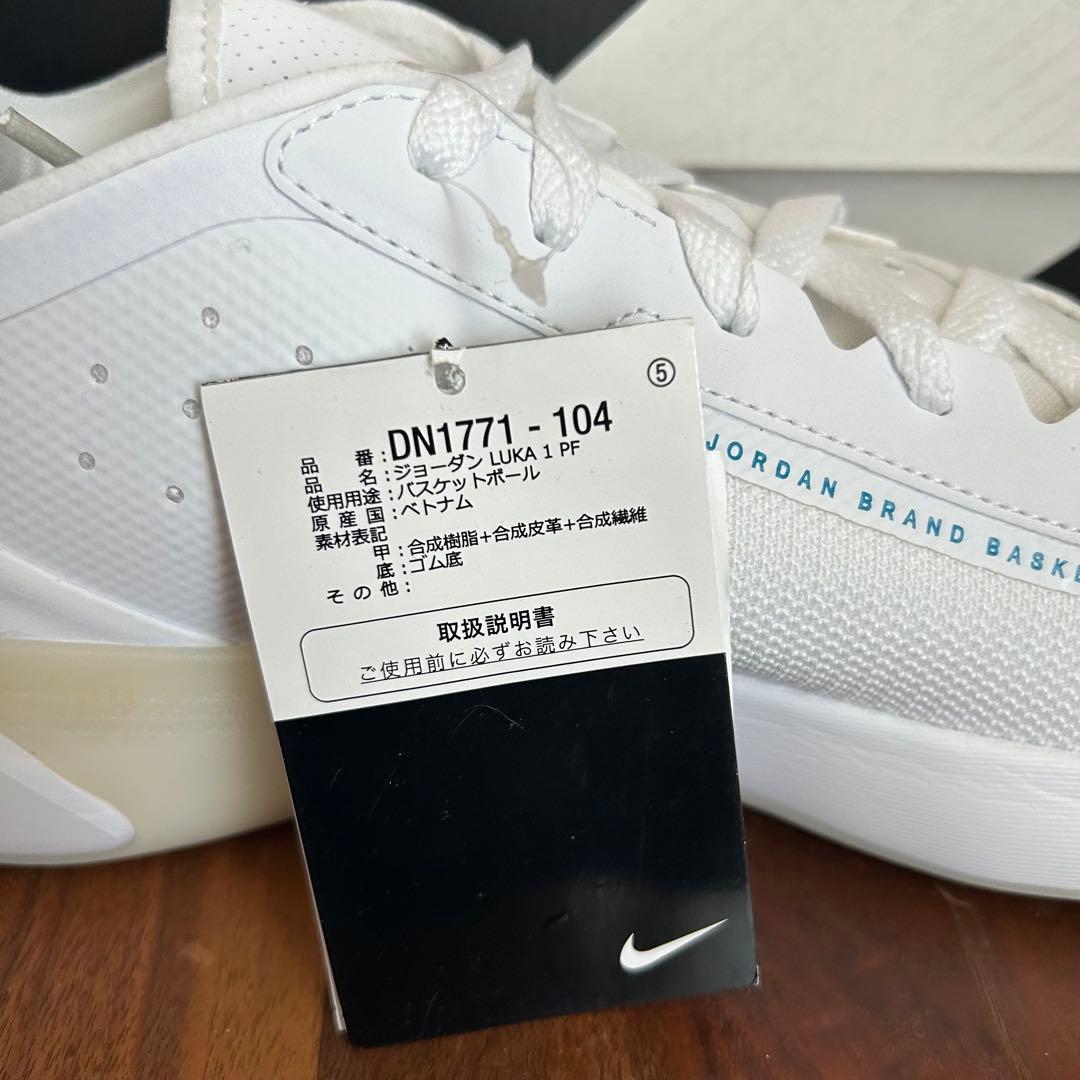 ⑤
品　番：DN1771 - 104
品　名：ジョーダン LUKA 1 PF
使用用途：バスケットボール
原 産 国：ベトナム
素材表記
甲：合成樹脂+合成皮革+合成繊維
底：ゴム底
そ の 他：
取扱説明書
ご使用前に必ずお読み下さい
JORDAN BRAND BASKE